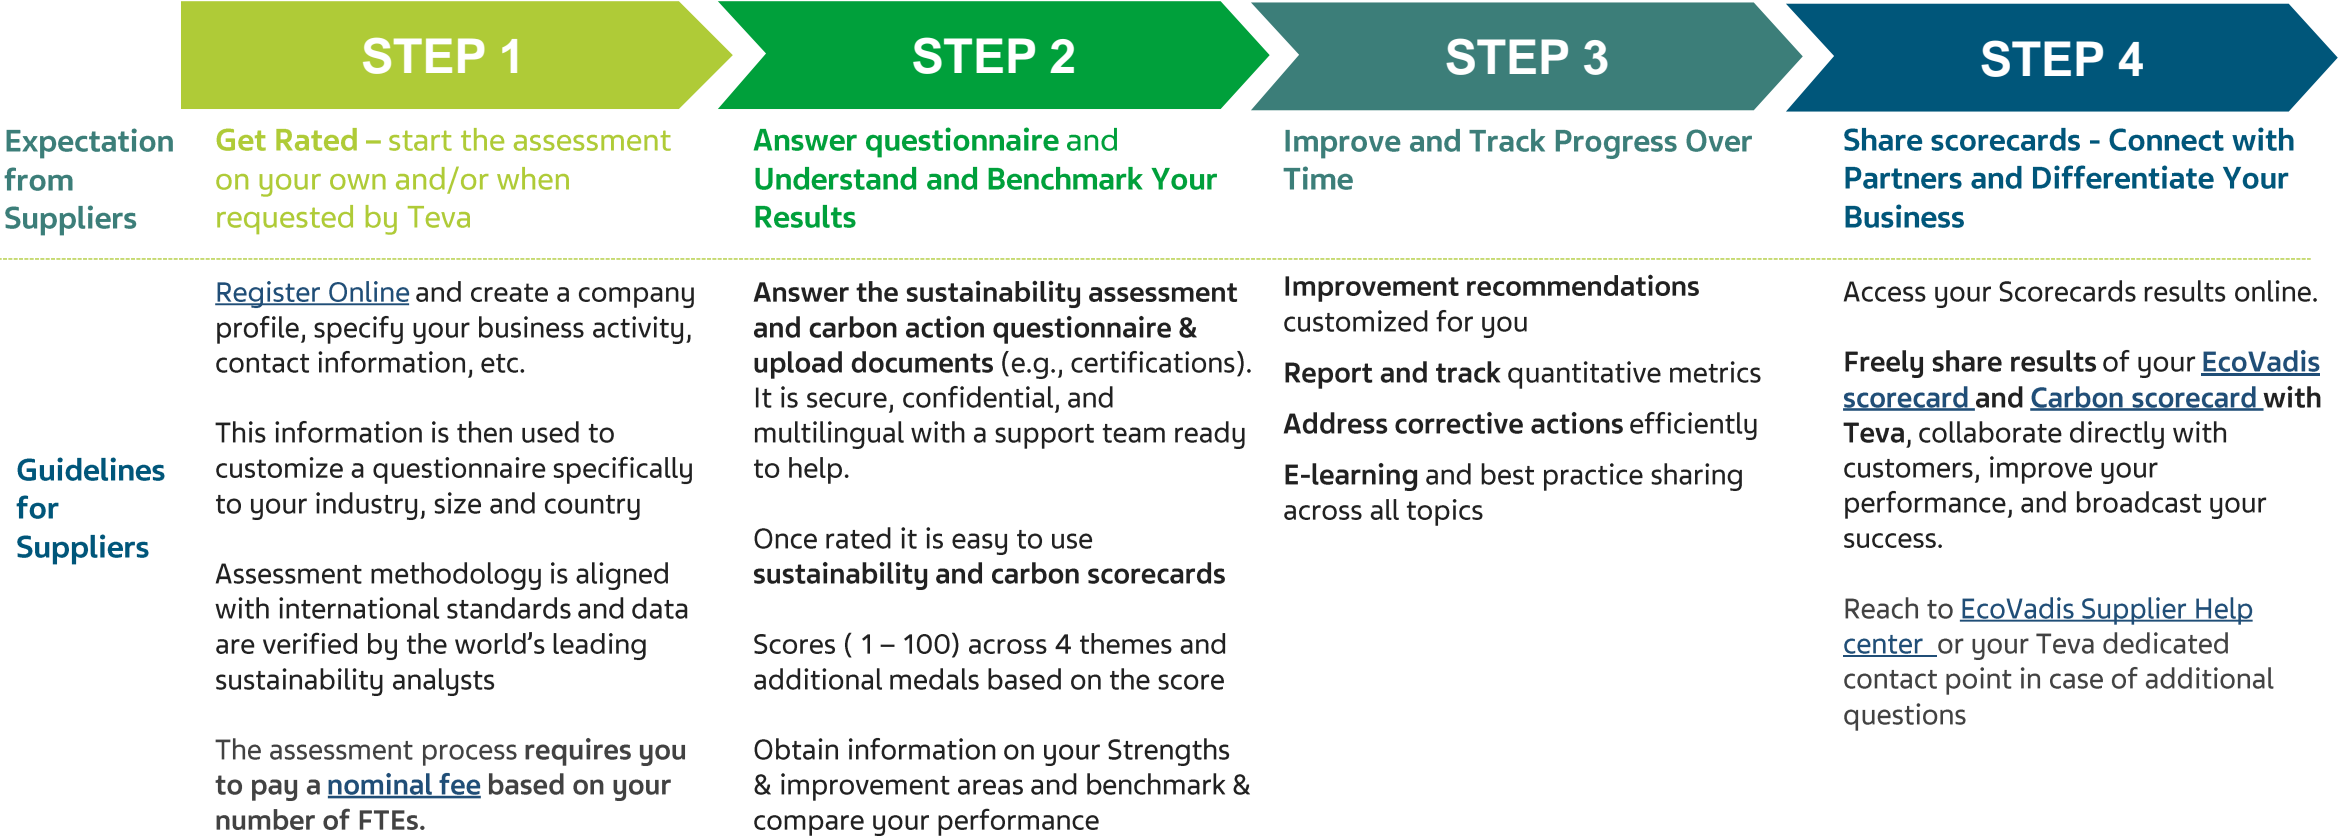 STEP 1
STEP 2
STEP 3
STEP 4
Expectation
from
Suppliers
Get Rated – start the assessment
on your own and/or when
requested by Teva
Answer questionnaire and
Understand and Benchmark Your
Results
Improve and Track Progress Over
Time
Share scorecards - Connect with
Partners and Differentiate Your
Business
Guidelines
for
Suppliers
Register Online and create a company
profile, specify your business activity,
contact information, etc.
This information is then used to
customize a questionnaire specifically
to your industry, size and country
Assessment methodology is aligned
with international standards and data
are verified by the world’s leading
sustainability analysts
The assessment process requires you
to pay a nominal fee based on your
number of FTEs.
Answer the sustainability assessment
and carbon action questionnaire &
upload documents (e.g., certifications).
It is secure, confidential, and
multilingual with a support team ready
to help.
Once rated it is easy to use
sustainability and carbon scorecards
Scores ( 1 – 100) across 4 themes and
additional medals based on the score
Obtain information on your Strengths
& improvement areas and benchmark &
compare your performance
Improvement recommendations
customized for you
Report and track quantitative metrics
Address corrective actions efficiently
E-learning and best practice sharing
across all topics
Access your Scorecards results online.
Freely share results of your EcoVadis
scorecard and Carbon scorecard with
Teva, collaborate directly with
customers, improve your
performance, and broadcast your
success.
Reach to EcoVadis Supplier Help
center or your Teva dedicated
contact point in case of additional
questions